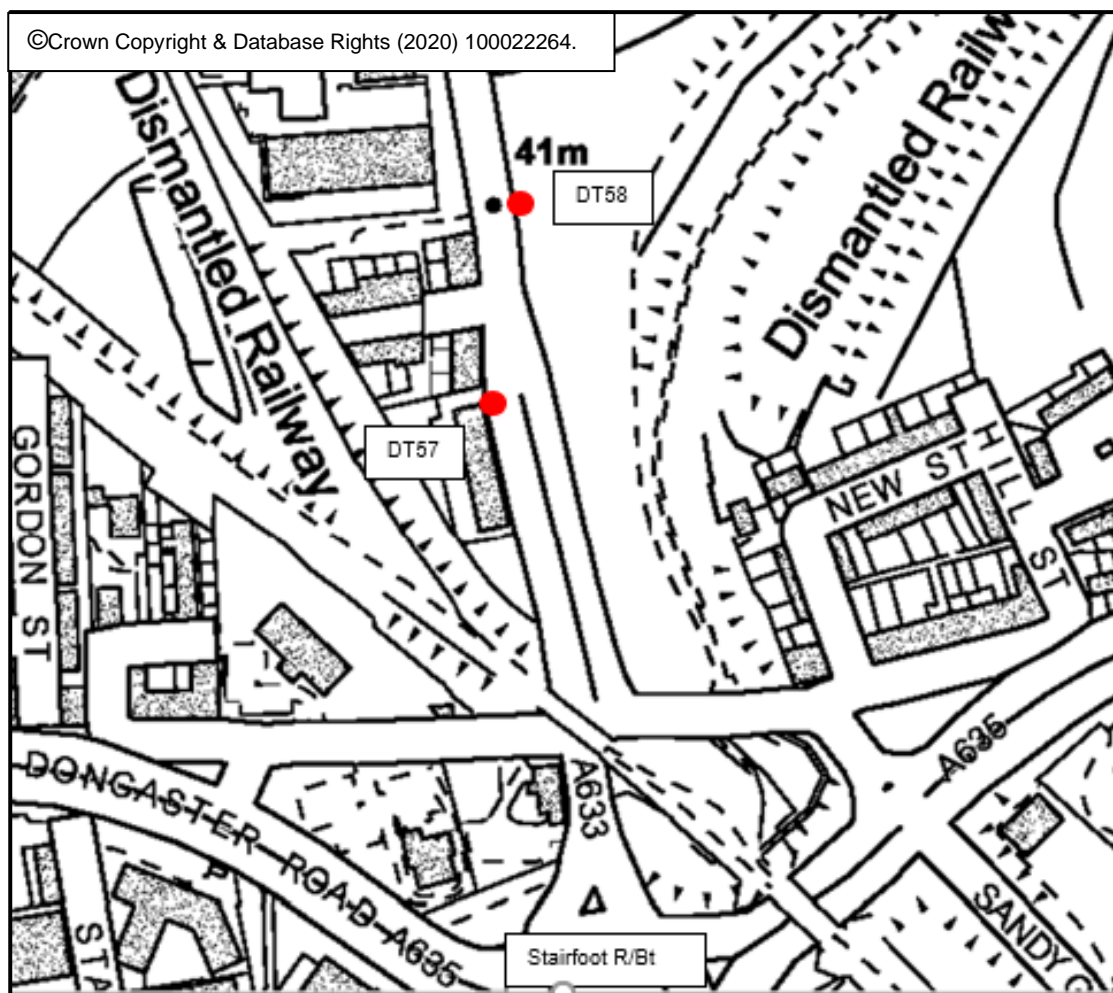 ©Crown Copyright & Database Rights (2020) 100022264.
Dismantled Railway
41m
DT58
Dismantled Railw
DT57
GORDON ST
NEW ST
HILL ST
A635
A633
DONCASTER ROAD A635
P
STA
SANDY G
Stairfoot R/Bt